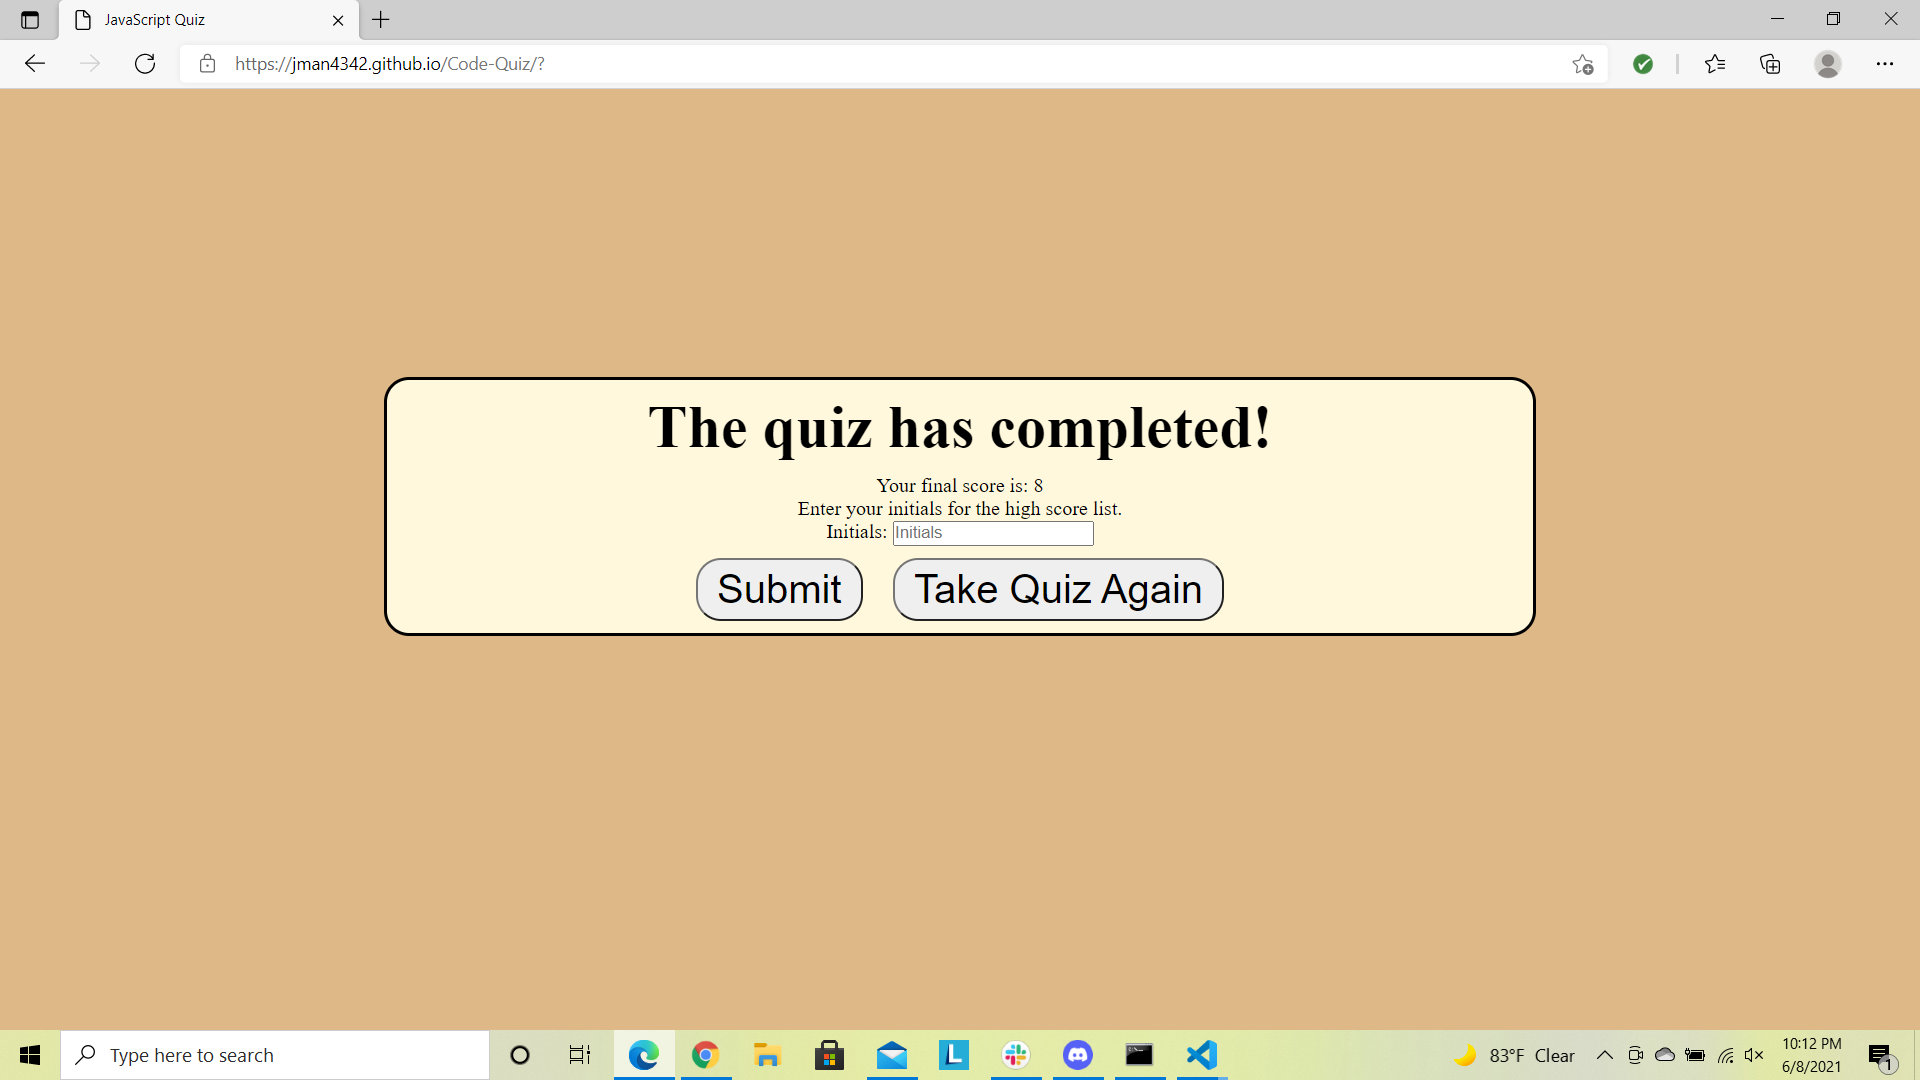 JavaScript Quiz
https://jman4342.github.io/Code-Quiz/?
The quiz has completed!
Your final score is: 8
Enter your initials for the high score list.
Initials: Initials
Submit Take Quiz Again
Type here to search
L
83°F Clear
10:12 PM
6/8/2021
1